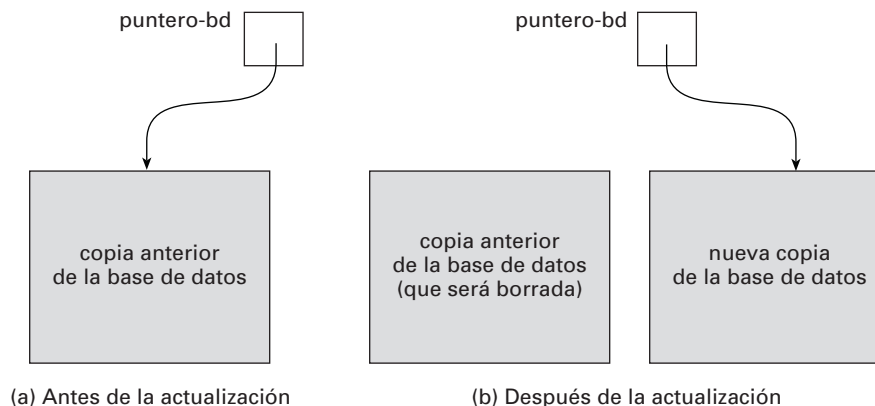 puntero-bd
puntero-bd
copia anterior
de la base de datos
copia anterior
de la base de datos
(que será borrada)
nueva copia
de la base de datos
(a) Antes de la actualización
(b) Después de la actualización